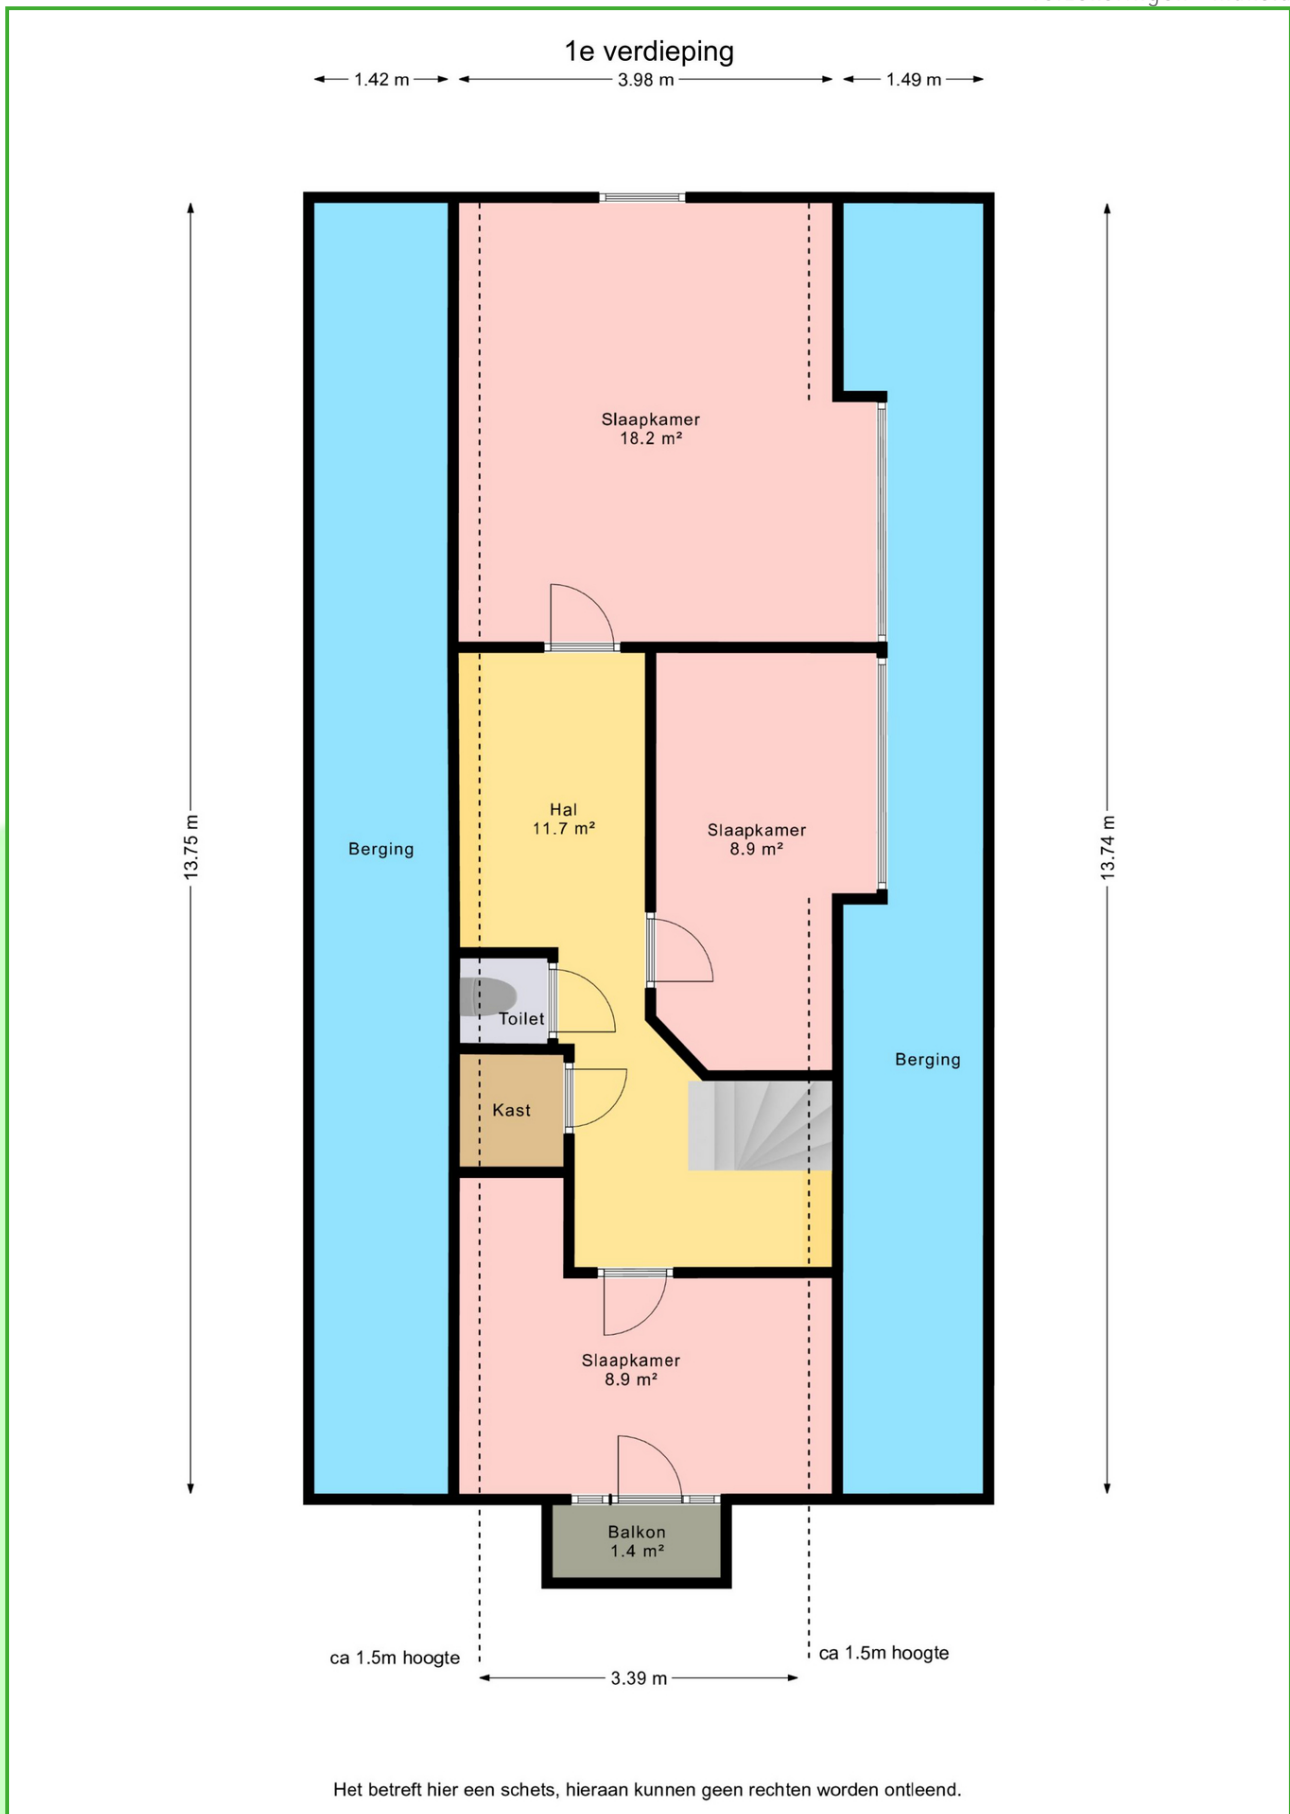 1e verdieping
1.42 m
3.98 m
1.49 m
Slaapkamer
18.2 m²
13.75 m
13.74 m
Hal
11.7 m²
Slaapkamer
8.9 m²
Berging
Toilet
Berging
Kast
Slaapkamer
8.9 m²
Balkon
1.4 m²
ca 1.5m hoogte
ca 1.5m hoogte
3.39 m
Het betreft hier een schets, hieraan kunnen geen rechten worden ontleend.